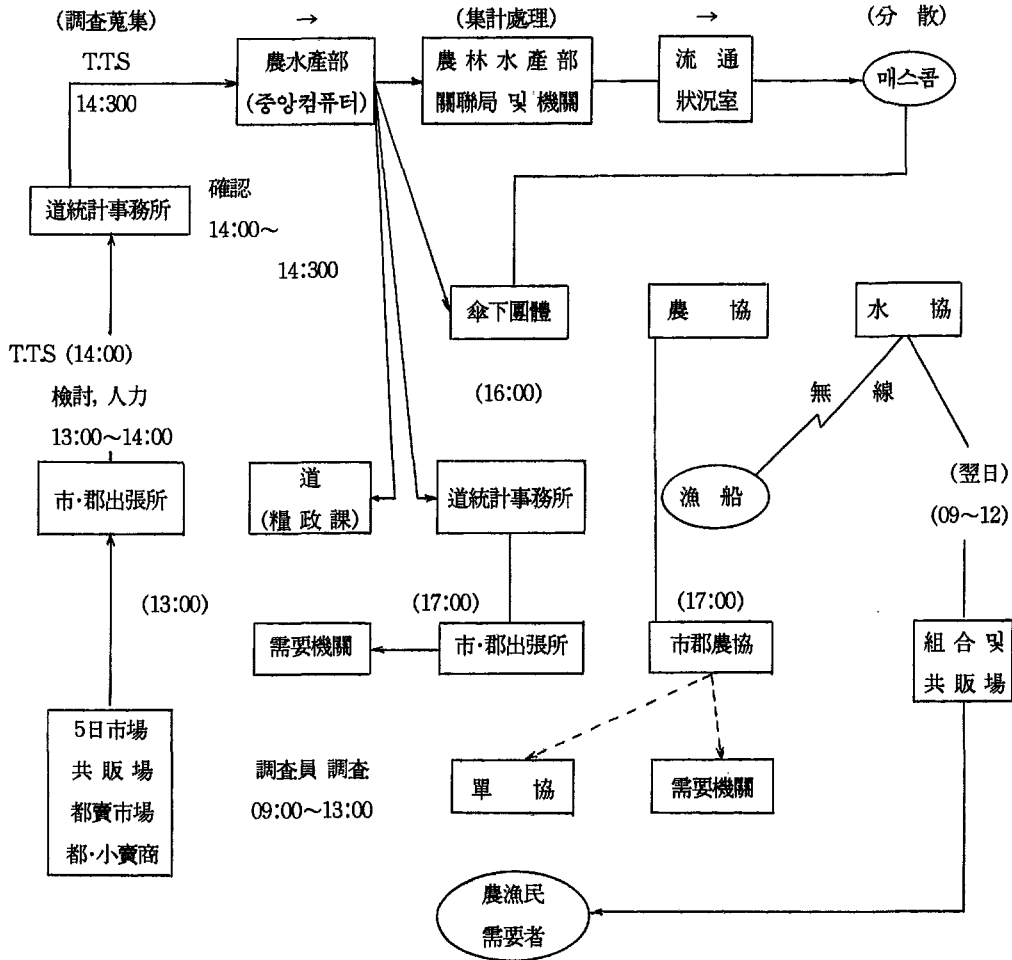 (調査蒐集) → (集計處理) → (分 散)
T.T.S
14:300
農水産部
(중앙컴퓨터)
農林水産部
關聯局 및 機關
流 通
狀況室
매스콤
道統計事務所
確認
14:00～
14:300
傘下團體
農 協
水 協
T.T.S (14:00)
檢討, 人力
13:00～14:00
(16:00)
無 線
市·郡出張所
道
(糧 政 課)
道統計事務所
漁 船
(翌日)
(09～12)
(13:00)
(17:00)
(17:00)
需要機關
市·郡出張所
市郡農協
組 合 및
共 販 場
5日市場
共 販 場
都賣市場
都·小賣商
調査員 調査
09:00～13:00
單 協
需要機關
農漁民
需要者